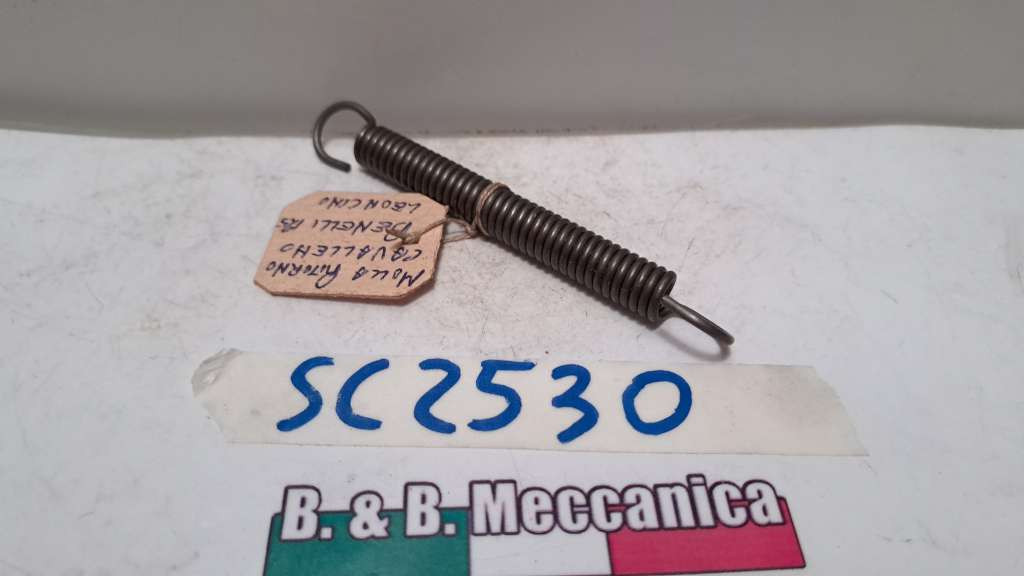 MOLLA RITORNO
CAVALLETTO
BENELLI 125
LEONCINO
SC2530
B. & B. Meccanica